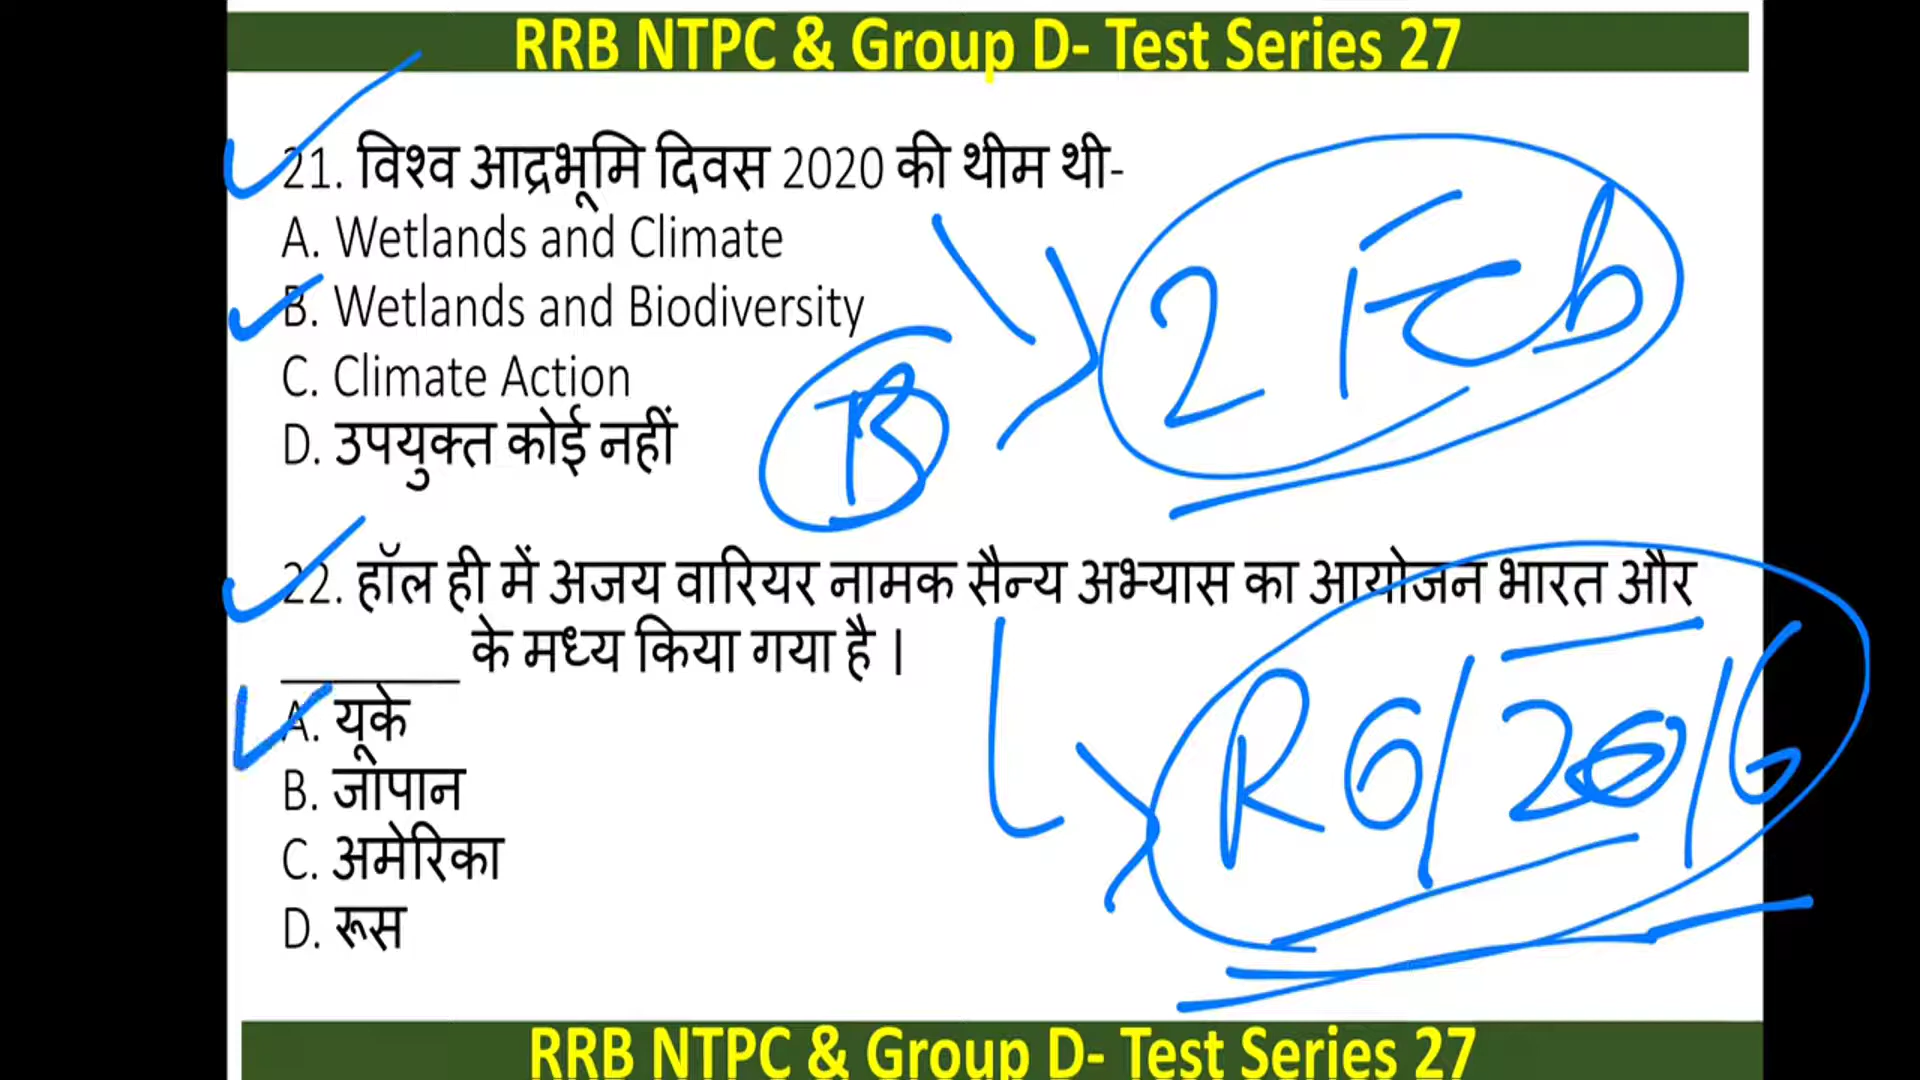 RRB NTPC & Group D- Test Series 27
21. विश्व आद्रभूमि दिवस 2020 की थीम थी-
A. Wetlands and Climate
B. Wetlands and Biodiversity
C. Climate Action
D. उपयुक्त कोई नहीं
B
2 Feb
22. हॉल ही में अजय वारियर नामक सैन्य अभ्यास का आयोजन भारत और
________ के मध्य किया गया है ।
A. यूके
B. जापान
C. अमेरिका
D. रूस
RRB NTPC & Group D- Test Series 27